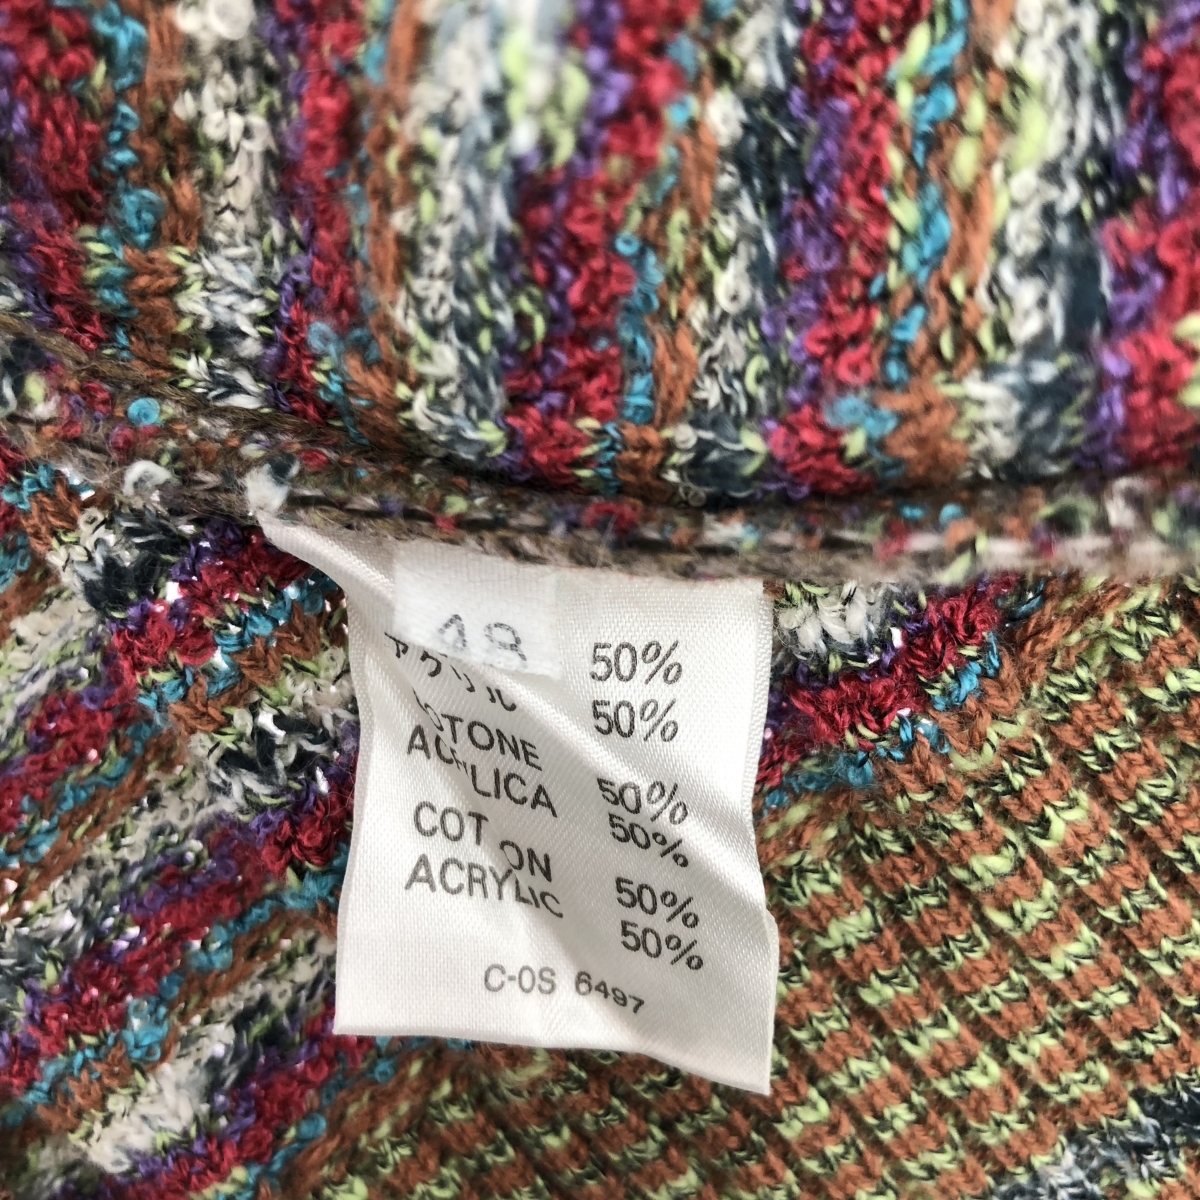 48
50%
アクリル 50%
COTONE 50%
ACRILICA 50%
COTTON 50%
ACRYLIC 50%
C-0S 6497